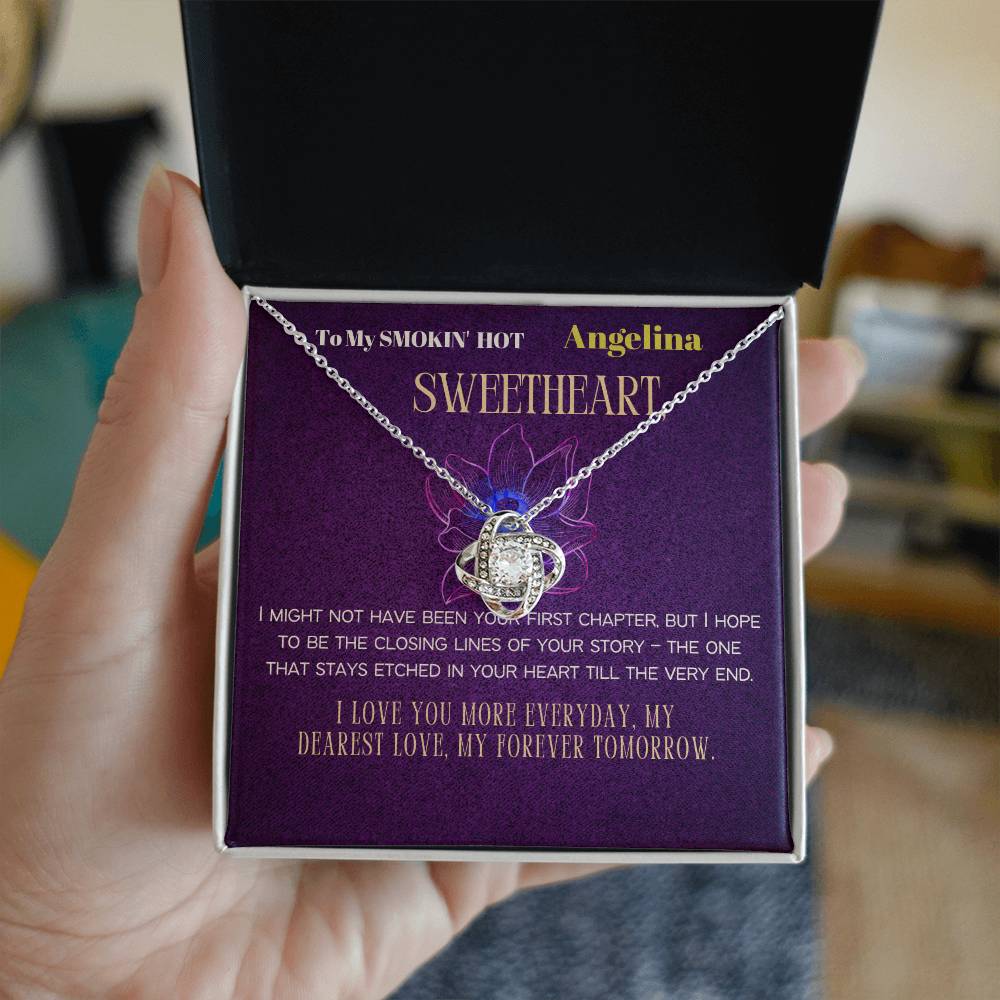 To My SMOKIN' HOT Angelina
SWEETHEART,
I MIGHT NOT HAVE BEEN YOUR FIRST CHAPTER, BUT I HOPE
TO BE THE CLOSING LINES OF YOUR STORY – THE ONE
THAT STAYS ETCHED IN YOUR HEART TILL THE VERY END.
I LOVE YOU MORE EVERYDAY, MY
DEAREST LOVE, MY FOREVER TOMORROW.